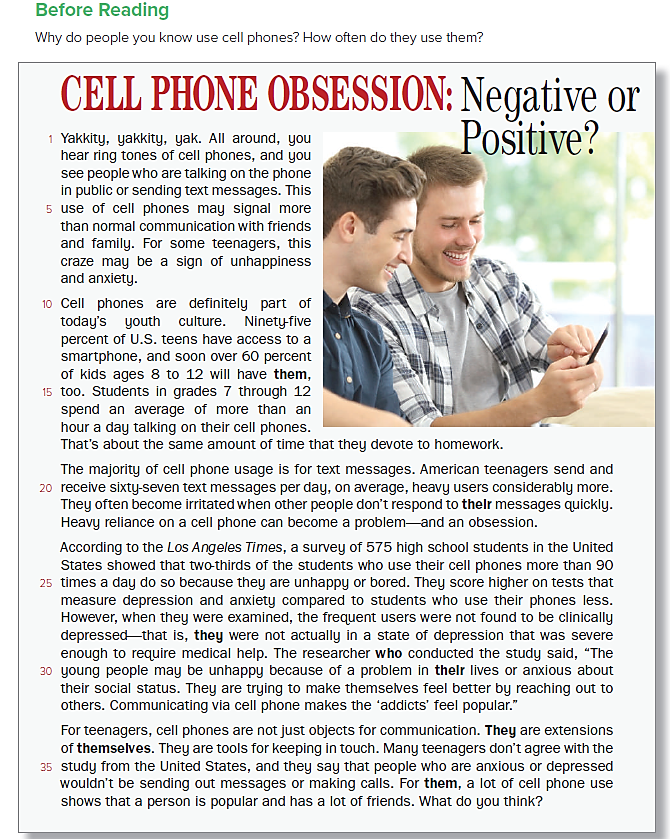 Before Reading
Why do people you know use cell phones? How often do they use them?
CELL PHONE OBSESSION: Negative or
Positive?
1 Yakkity, yakkity, yak. All around, you
hear ring tones of cell phones, and you
see people who are talking on the phone
in public or sending text messages. This
5 use of cell phones may signal more
than normal communication with friends
and family. For some teenagers, this
craze may be a sign of unhappiness
and anxiety.
10 Cell phones are definitely part of
today's youth culture. Ninety-five
percent of U.S. teens have access to a
smartphone, and soon over 60 percent
of kids ages 8 to 12 will have them,
15 too. Students in grades 7 through 12
spend an average of more than an
hour a day talking on their cell phones.
That's about the same amount of time that they devote to homework.
The majority of cell phone usage is for text messages. American teenagers send and
20 receive sixty-seven text messages per day, on average, heavy users considerably more.
They often become irritated when other people don't respond to their messages quickly.
Heavy reliance on a cell phone can become a problem—and an obsession.
According to the Los Angeles Times, a survey of 575 high school students in the United
States showed that two-thirds of the students who use their cell phones more than 90
25 times a day do so because they are unhappy or bored. They score higher on tests that
measure depression and anxiety compared to students who use their phones less.
However, when they were examined, the frequent users were not found to be clinically
depressed—that is, they were not actually in a state of depression that was severe
enough to require medical help. The researcher who conducted the study said, "The
30 young people may be unhappy because of a problem in their lives or anxious about
their social status. They are trying to make themselves feel better by reaching out to
others. Communicating via cell phone makes the 'addicts' feel popular."
For teenagers, cell phones are not just objects for communication. They are extensions
of themselves. They are tools for keeping in touch. Many teenagers don't agree with the
35 study from the United States, and they say that people who are anxious or depressed
wouldn't be sending out messages or making calls. For them, a lot of cell phone use
shows that a person is popular and has a lot of friends. What do you think?